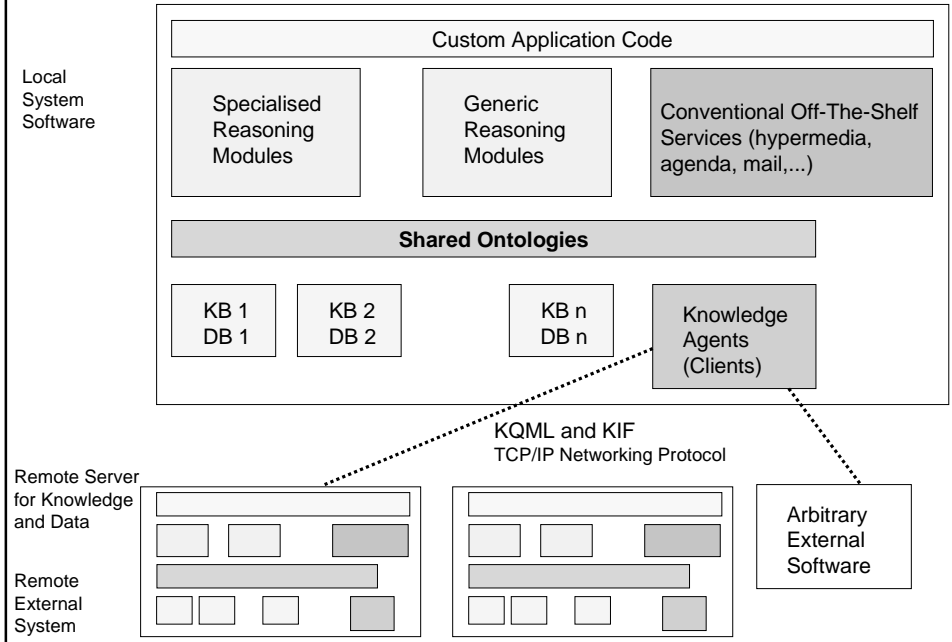 Custom Application Code
Local
System
Software
Specialised
Reasoning
Modules
Generic
Reasoning
Modules
Conventional Off-The-Shelf
Services (hypermedia,
agenda, mail,...)
Shared Ontologies
KB 1
DB 1
KB 2
DB 2
KB n
DB n
Knowledge
Agents
(Clients)
KQML and KIF
TCP/IP Networking Protocol
Remote Server
for Knowledge
and Data
Arbitrary
External
Software
Remote
External
System